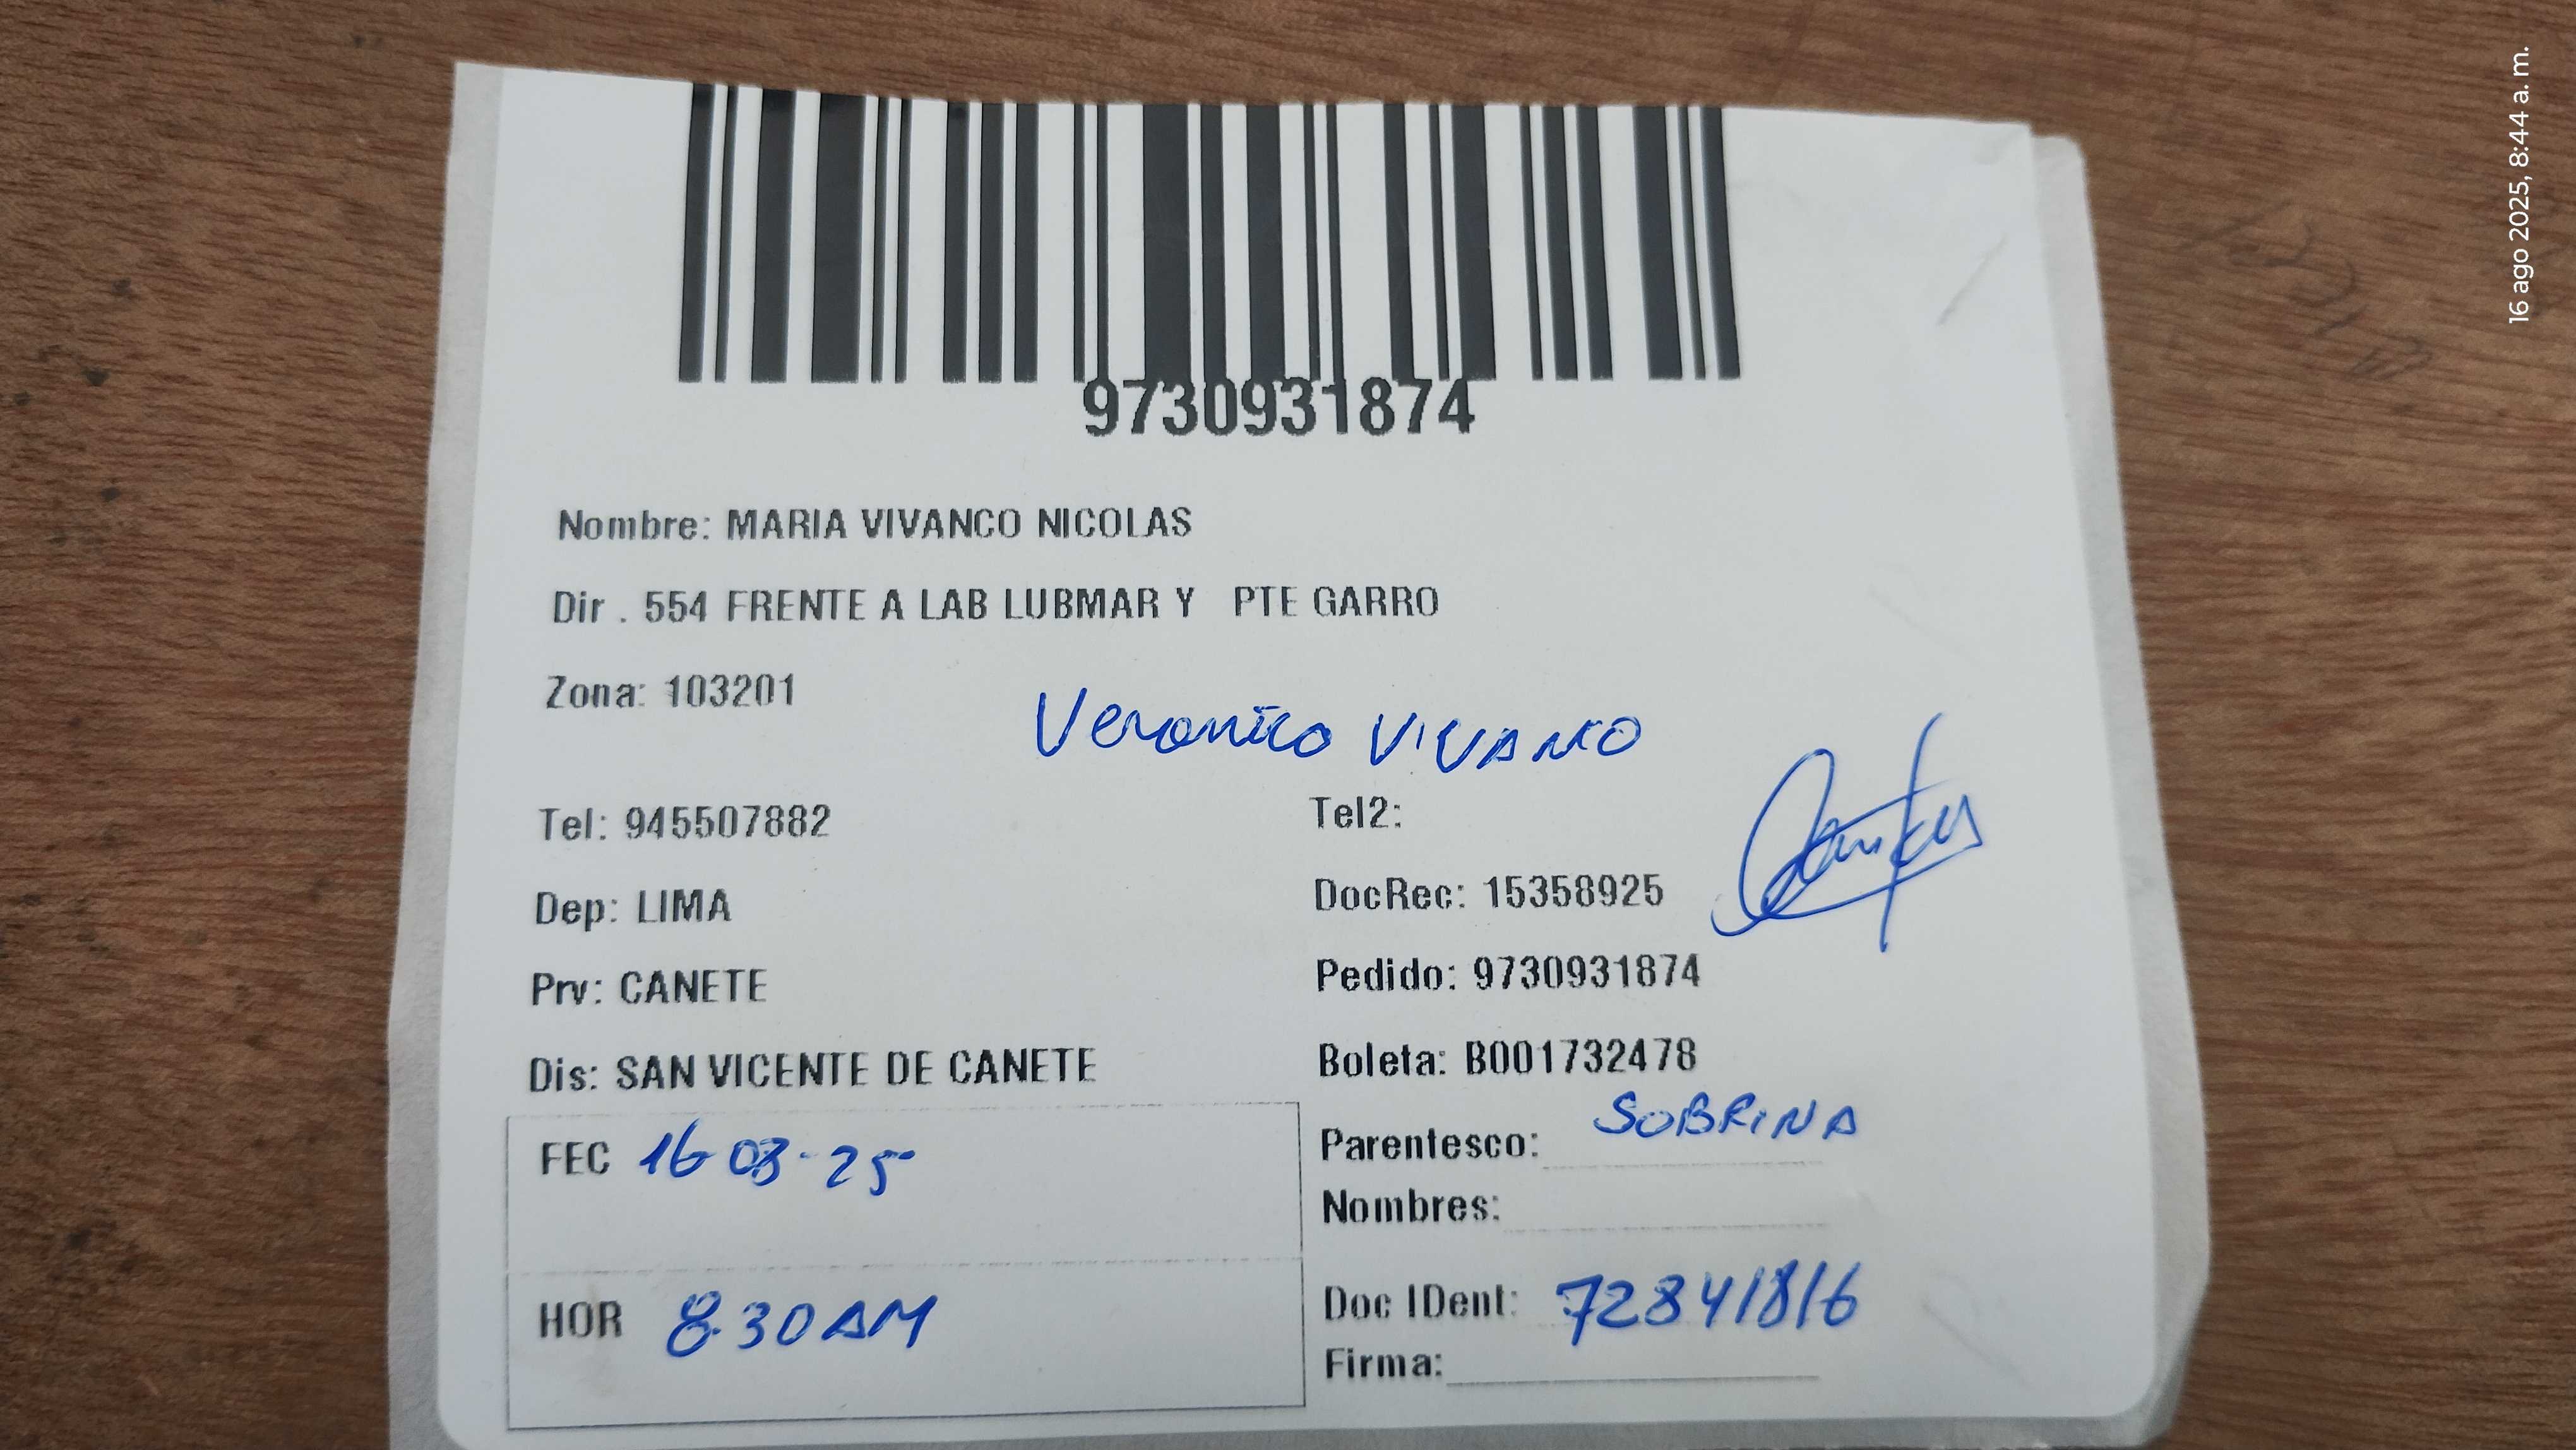 9730931874
Nombre: MARIA VIVANCO NICOLAS
Dir . 554 FRENTE A LAB LUBMAR Y PTE GARRO
Zona: 103201
Veronica VIVANCO
Tel: 945507882
Tel2:
Dep: LIMA
DocRec: 15358925
Prv: CANETE
Pedido: 9730931874
Dis: SAN VICENTE DE CANETE
Boleta: B001732478
FEC 16 08-25
Parentesco: SOBRINA
Nombres:
HOR 8.30 AM
Doc IDent: 72841816
Firma:
16 ago 2025, 8:44 a. m.